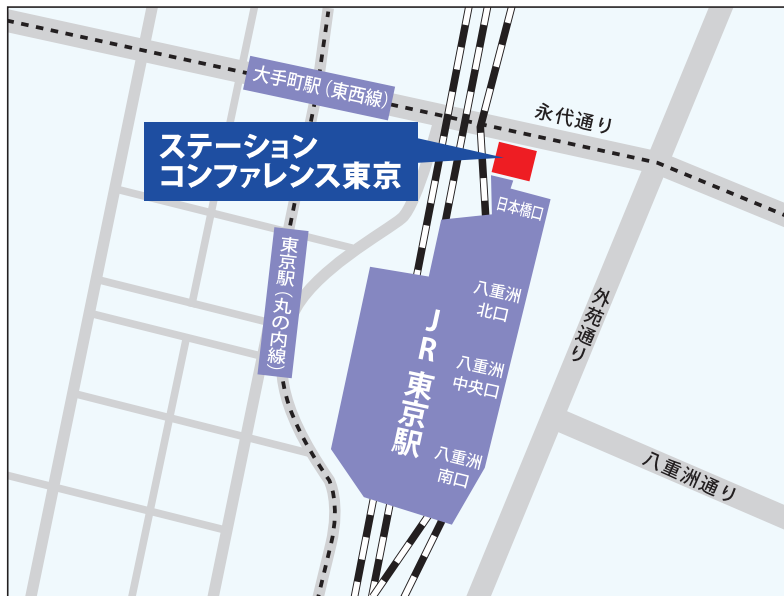 大手町駅（東西線）
永代通り
ステーション
コンファレンス東京
日本橋口
東京駅（丸の内線）
八重洲
北口
外苑通り
JR 東京駅
八重洲
中央口
八重洲
南口
八重洲通り